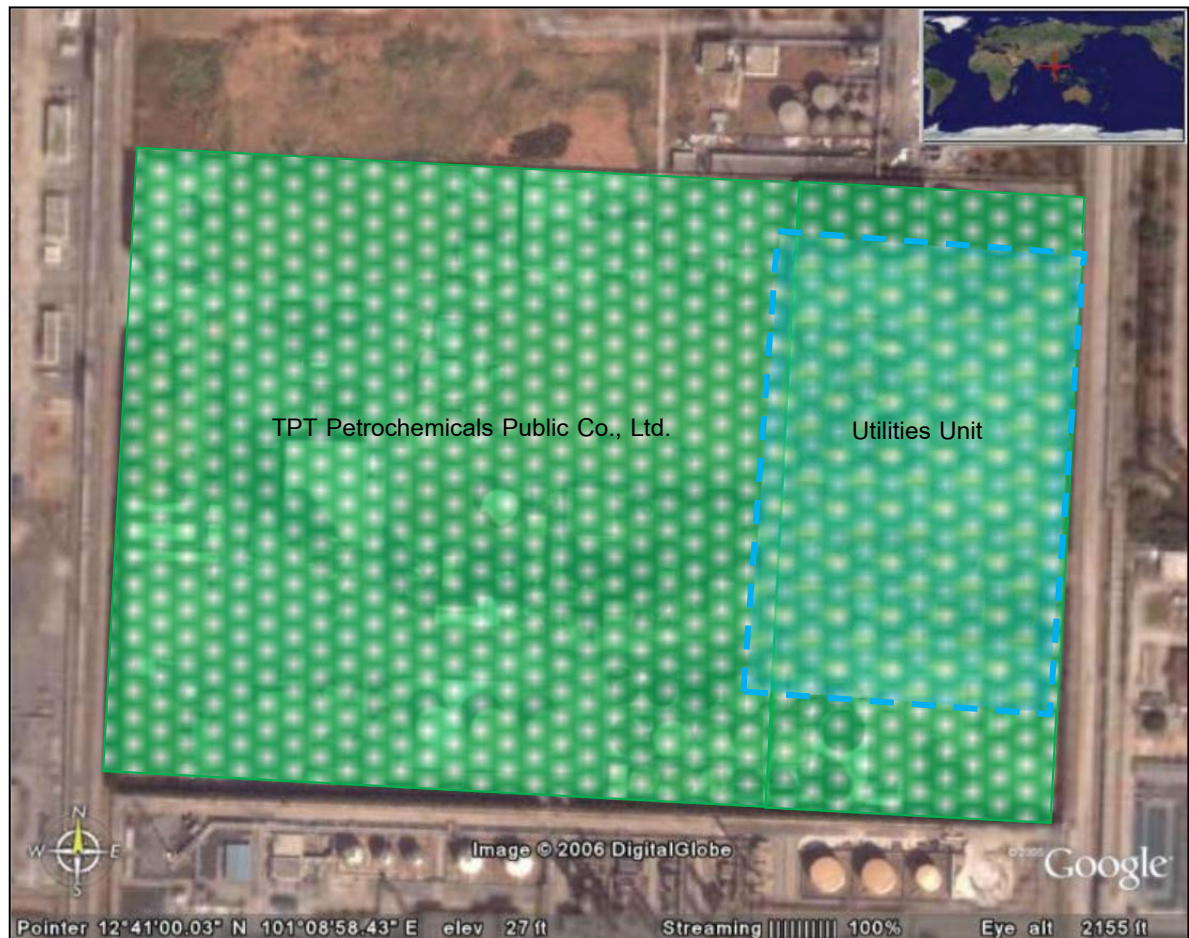 TPT Petrochemicals Public Co., Ltd.
Utilities Unit
N
W E
S
Image © 2006 DigitalGlobe
© 2005 Google
Pointer 12°41'00.03" N 101°08'58.43" E elev 27 ft Streaming |||||||||| 100% Eye alt 2155 ft